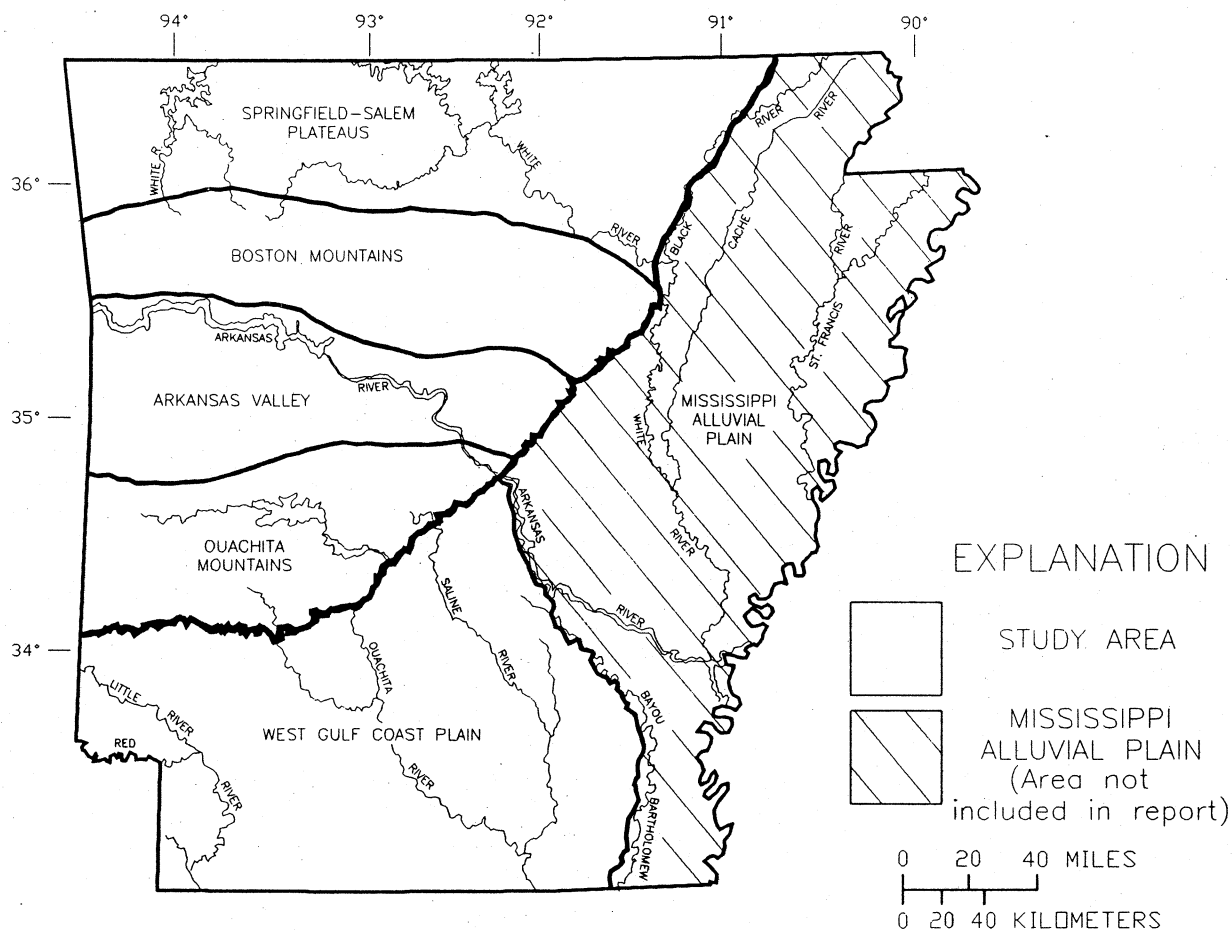 94° 93° 92° 91° 90°
SPRINGFIELD-SALEM
PLATEAUS
WHITE R
WHITE
RIVER
RIVER
RIVER
36°
BLACK
CACHE
RIVER
RIVER
BOSTON MOUNTAINS
ST. FRANCIS
ARKANSAS
RIVER
ARKANSAS VALLEY
35°
MISSISSIPPI
ALLUVIAL
PLAIN
WHITE
RIVER
ARKANSAS
RIVER
OUACHITA
MOUNTAINS
SALINE
RIVER
34°
OUACHITA
RIVER
LITTLE
RIVER
RED
RIVER
WEST GULF COAST PLAIN
BAYOU
BARTHOLOMEW
EXPLANATION
STUDY AREA
MISSISSIPPI
ALLUVIAL PLAIN
(Area not
included in report)
0 20 40 MILES
0 20 40 KILOMETERS